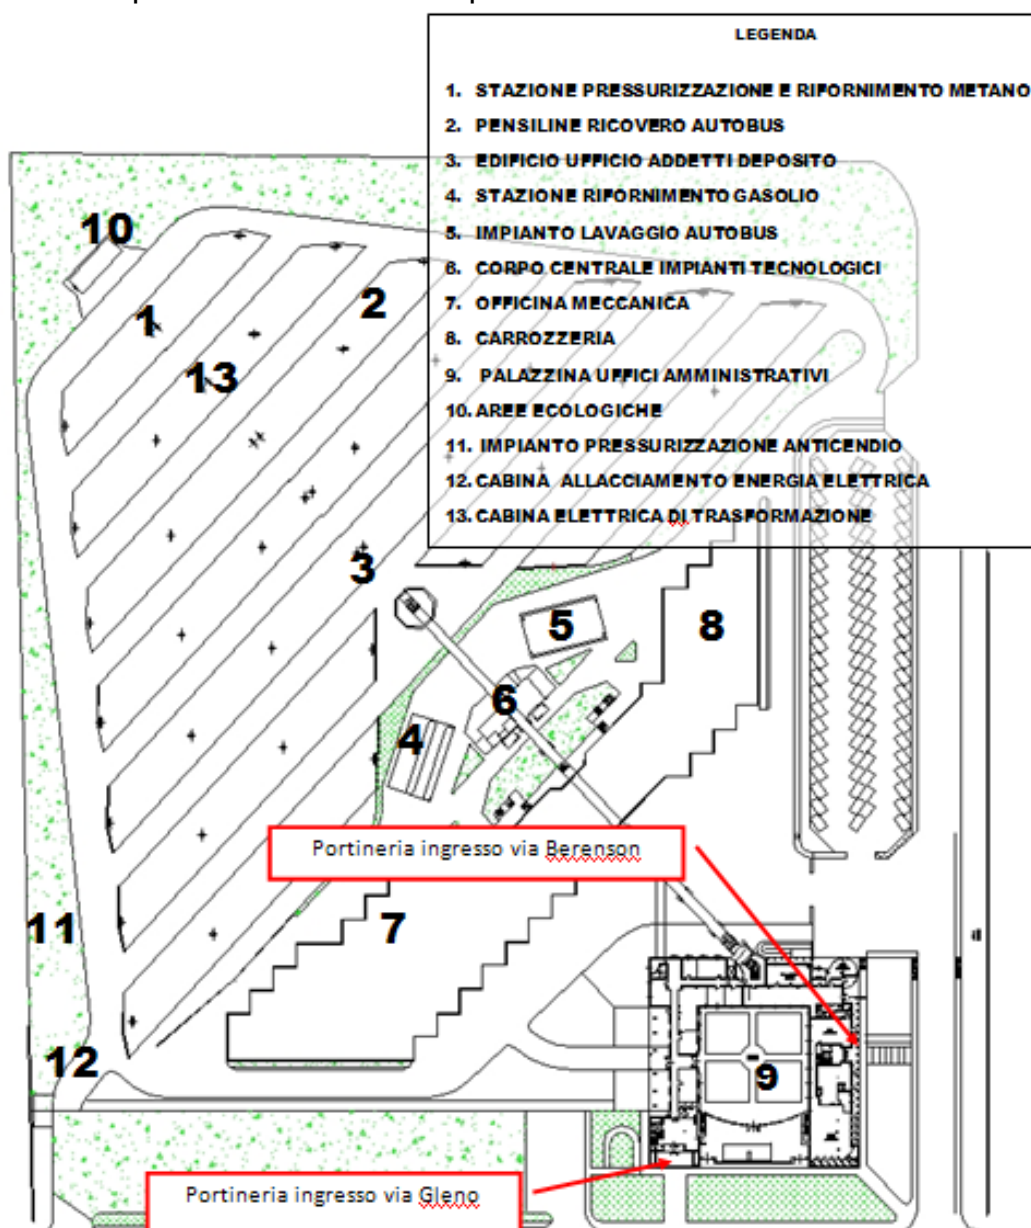 LEGENDA
1. STAZIONE PRESSURIZZAZIONE E RIFORNIMENTO METANO
2. PENSILINE RICOVERO AUTOBUS
3. EDIFICIO UFFICIO ADDETTI DEPOSITO
4. STAZIONE RIFORNIMENTO GASOLIO
5. IMPIANTO LAVAGGIO AUTOBUS
6. CORPO CENTRALE IMPIANTI TECNOLOGICI
7. OFFICINA MECCANICA
8. CARROZZERIA
9. PALAZZINA UFFICI AMMINISTRATIVI
10. AREE ECOLOGICHE
11. IMPIANTO PRESSURIZZAZIONE ANTICENDIO
12. CABINA ALLACCIAMENTO ENERGIA ELETTRICA
13. CABINA ELETTRICA DI TRASFORMAZIONE
10
1
2
13
3
5
8
6
4
Portineria ingresso via Berenson
7
11
12
9
Portineria ingresso via Gleno